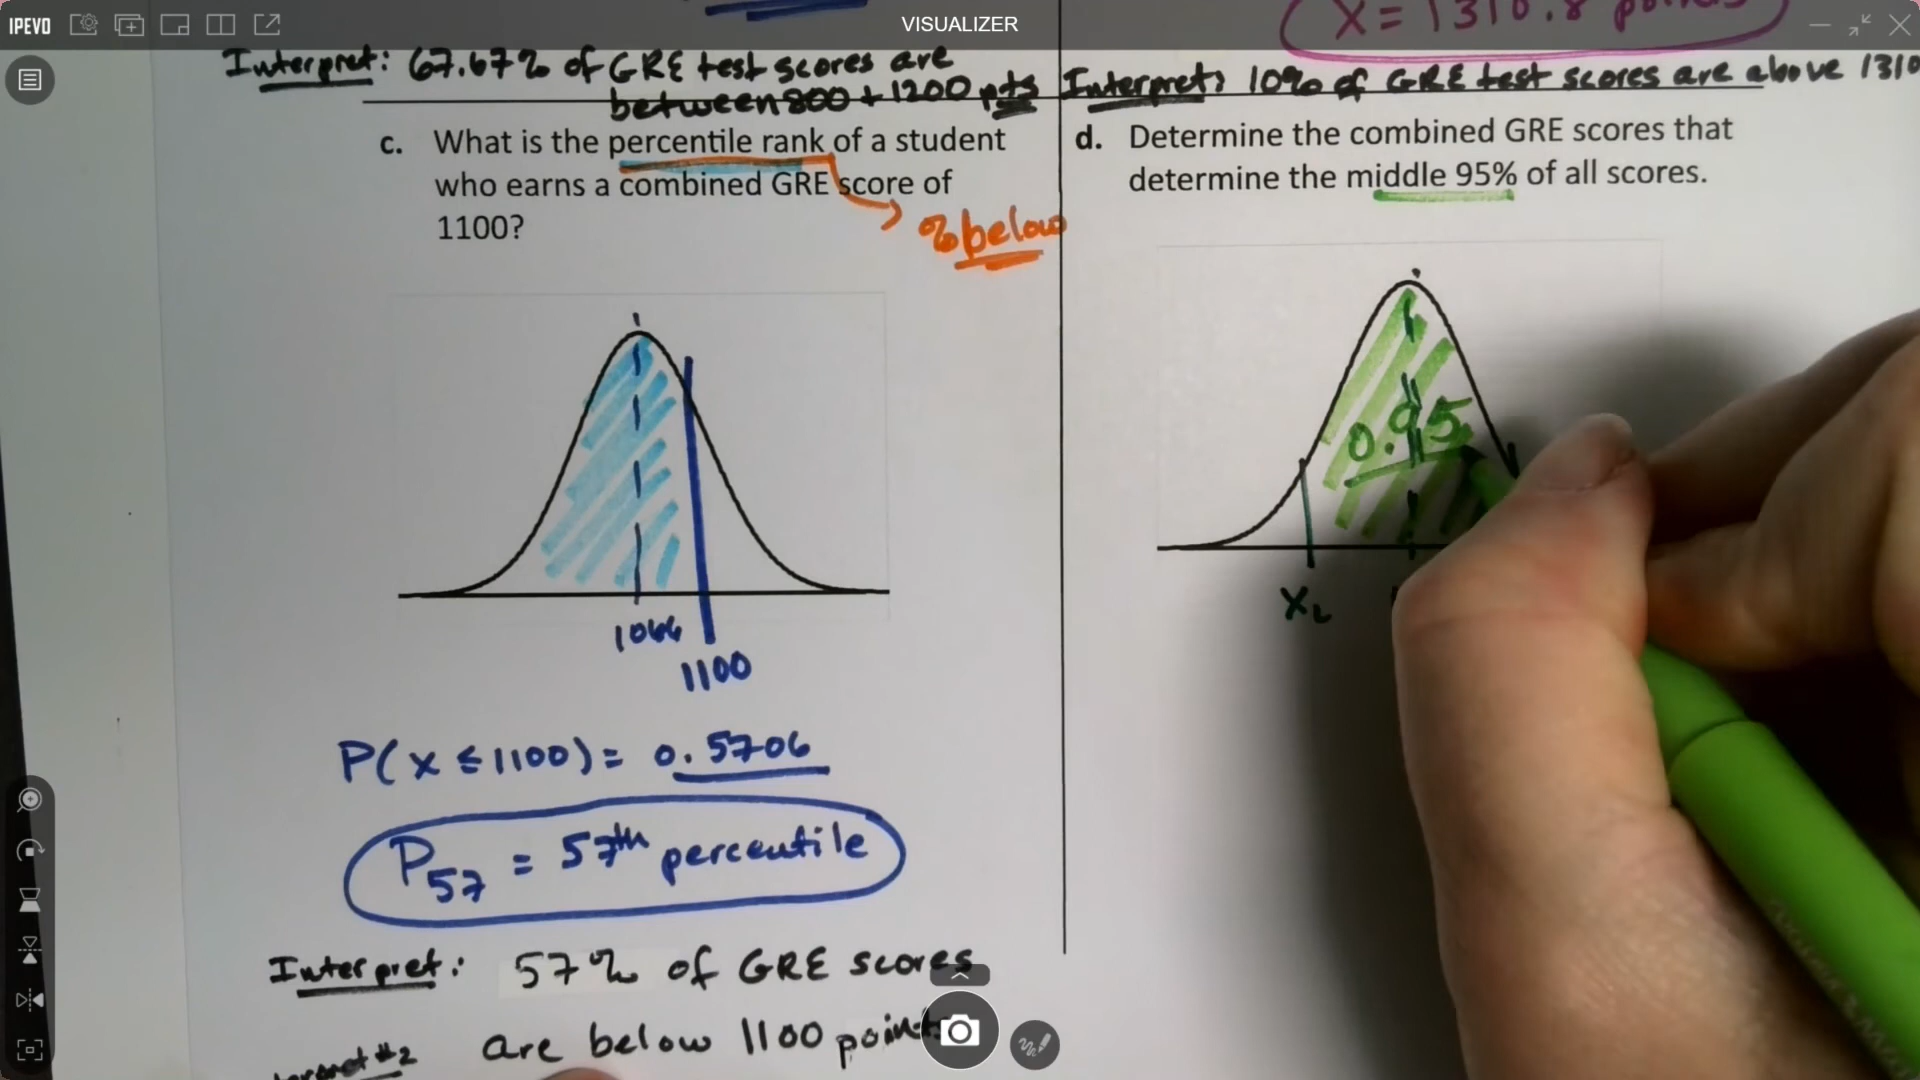 IPEVO
VISUALIZER
X = 1310.8 points
Interpret: 67.67% of GRE test scores are
between 800 + 1200 pts
Interpret: 10% of GRE test scores are above 1310
c. What is the percentile rank of a student
who earns a combined GRE score of
1100?
% below
1066
1100
P(X ≤ 1100) = 0.5706
P57 = 57th percentile
Interpret: 57% of GRE scores
are below 1100 points
#2
d. Determine the combined GRE scores that
determine the middle 95% of all scores.
0.95
XL